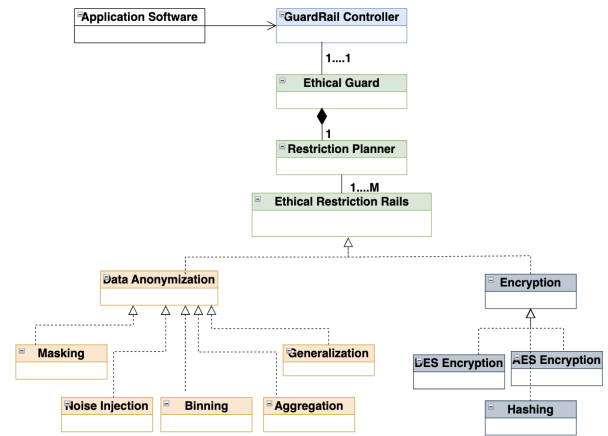 Application Software
GuardRail Controller
1....1
Ethical Guard
1
Restriction Planner
1....M
Ethical Restriction Rails
Data Anonymization
Encryption
Masking
Generalization
DES Encryption
AES Encryption
Noise Injection
Binning
Aggregation
Hashing